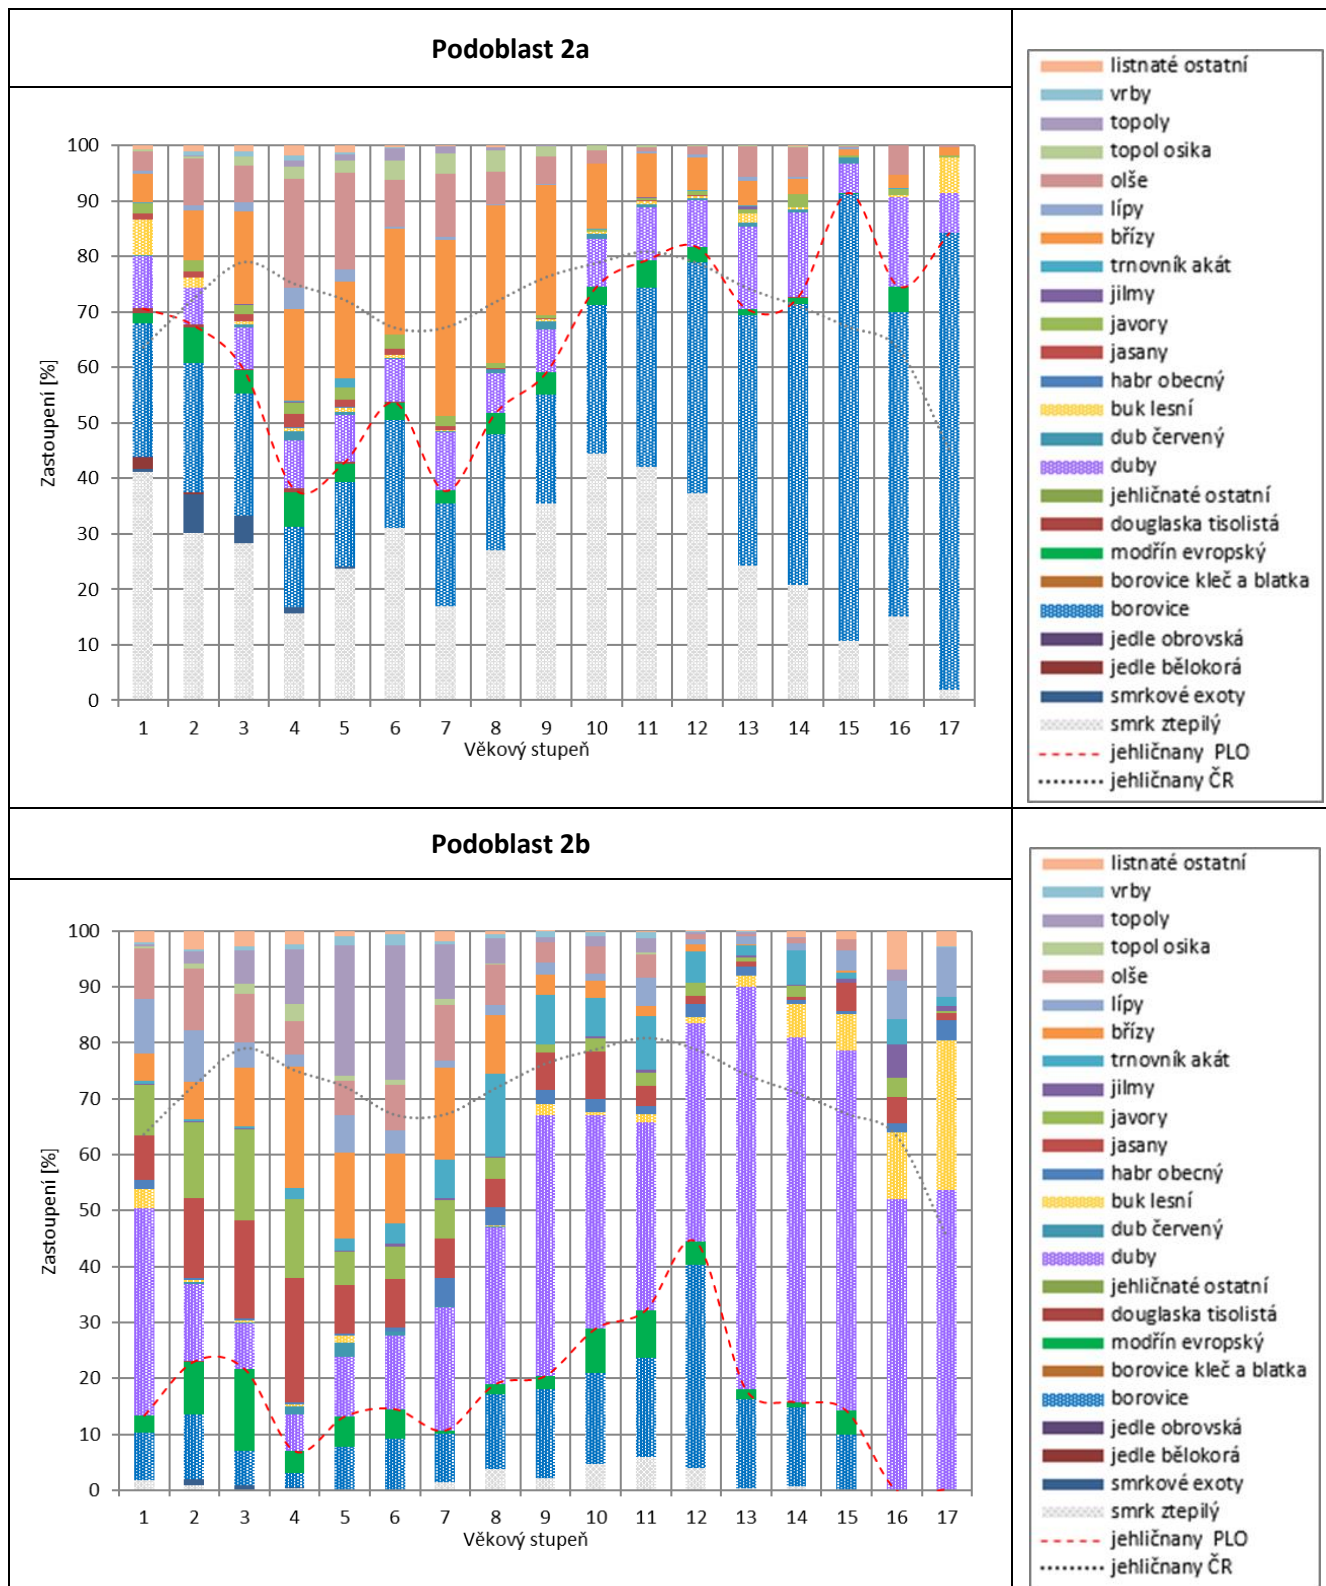 Podoblast 2a
Zastoupení [%]
100
90
80
70
60
50
40
30
20
10
0
1 2 3 4 5 6 7 8 9 10 11 12 13 14 15 16 17
Věkový stupeň
listnaté ostatní
vrby
topoly
topol osika
olše
lípy
břízy
trnovník akát
jilmy
javory
jasany
habr obecný
buk lesní
dub červený
duby
jehličnaté ostatní
douglaska tisolistá
modřín evropský
borovice kleč a blatka
borovice
jedle obrovská
jedle bělokorá
smrkové exoty
smrk ztepilý
jehličnany PLO
jehličnany ČR
Podoblast 2b
Zastoupení [%]
100
90
80
70
60
50
40
30
20
10
0
1 2 3 4 5 6 7 8 9 10 11 12 13 14 15 16 17
Věkový stupeň
listnaté ostatní
vrby
topoly
topol osika
olše
lípy
břízy
trnovník akát
jilmy
javory
jasany
habr obecný
buk lesní
dub červený
duby
jehličnaté ostatní
douglaska tisolistá
modřín evropský
borovice kleč a blatka
borovice
jedle obrovská
jedle bělokorá
smrkové exoty
smrk ztepilý
jehličnany PLO
jehličnany ČR